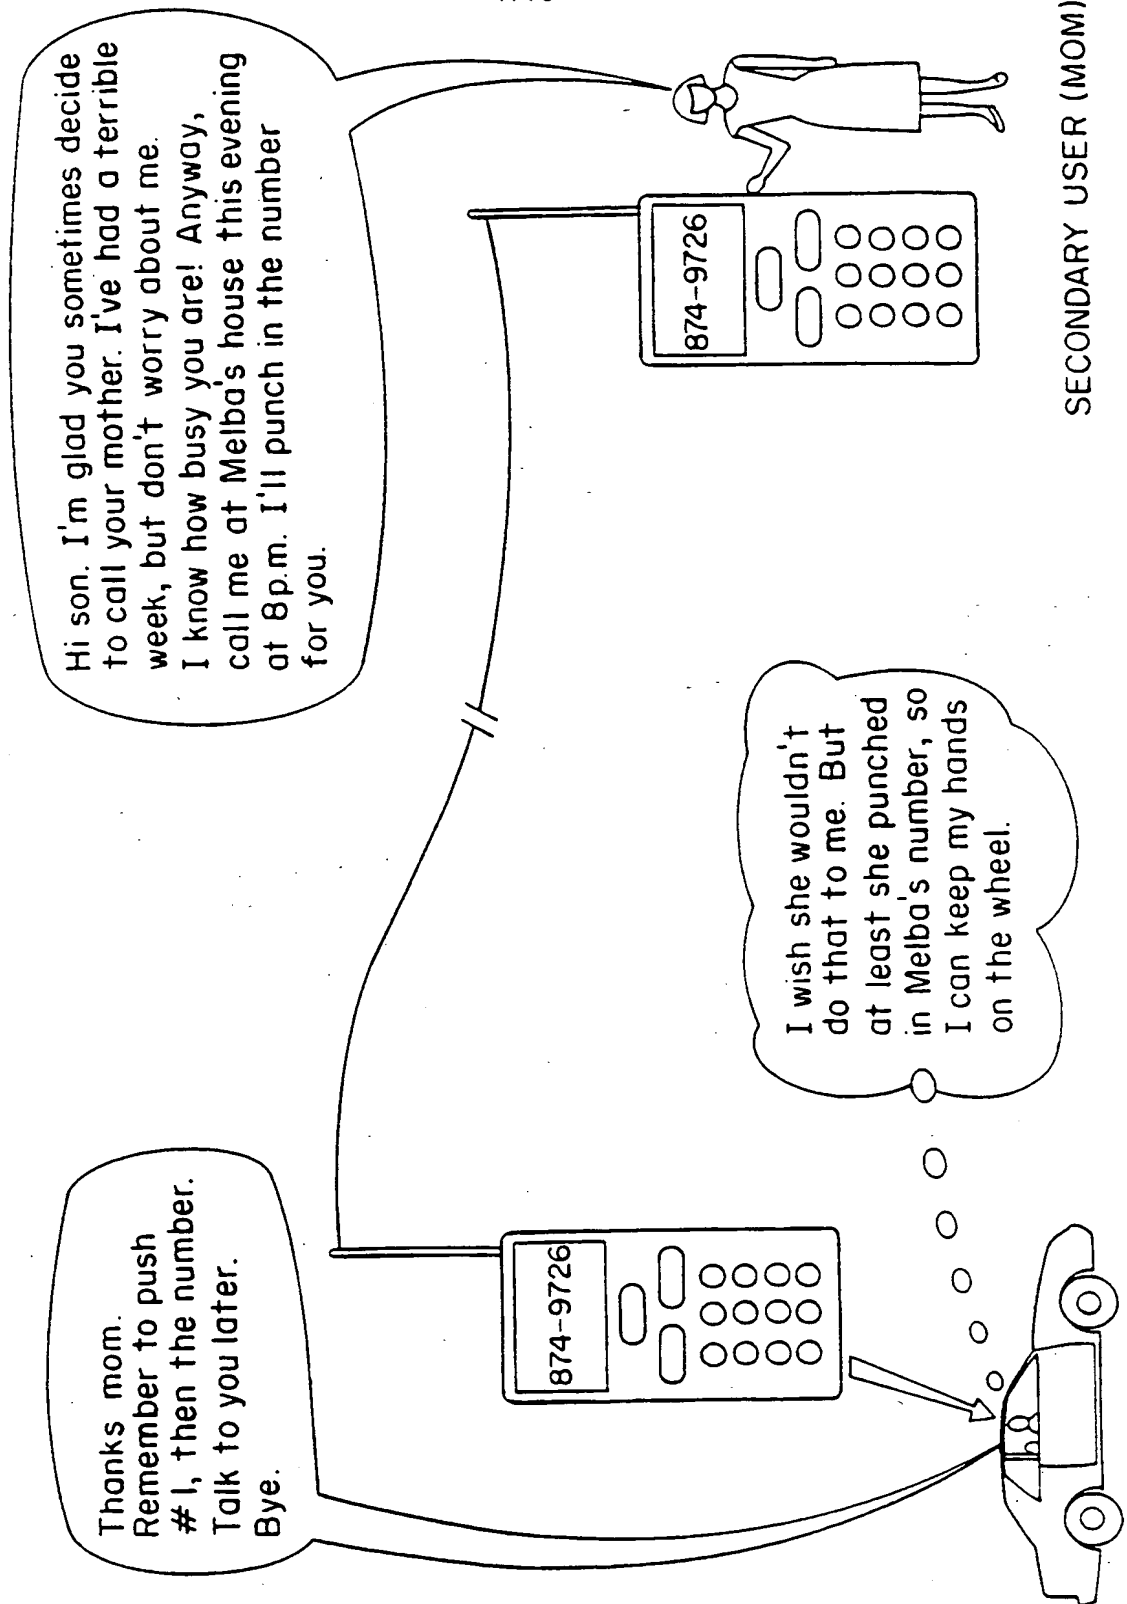 Thanks mom.
Remember to push
# 1, then the number.
Talk to you later.
Bye.
Hi son. I'm glad you sometimes decide
to call your mother. I've had a terrible
week, but don't worry about me.
I know how busy you are! Anyway,
call me at Melba's house this evening
at 8p.m. I'll punch in the number
for you.
874-9726
874-9726
I wish she wouldn't
do that to me. But
at least she punched
in Melba's number, so
I can keep my hands
on the wheel.
SECONDARY USER (MOM)